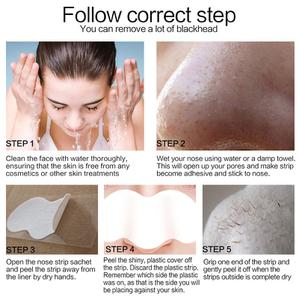 Follow correct step
You can remove a lot of blackhead
STEP 1
Clean the face with water thoroughly,
ensuring that the skin is free from any
cosmetics or other skin treatments
STEP 2
Wet your nose using water or a damp towel.
This will open up your pores and make strip
become adhesive and stick to nose.
STEP 3
Open the nose strip sachet
and peel the strip away from
the liner by dry hands.
STEP 4
Peel the shiny, plastic cover off
the strip. Discard the plastic strip.
Remember which side the plastic
was on, as that is the side you will
be placing against your skin.
STEP 5
Grip one end of the strip and
gently peel it off when the
strips outside is complete dry